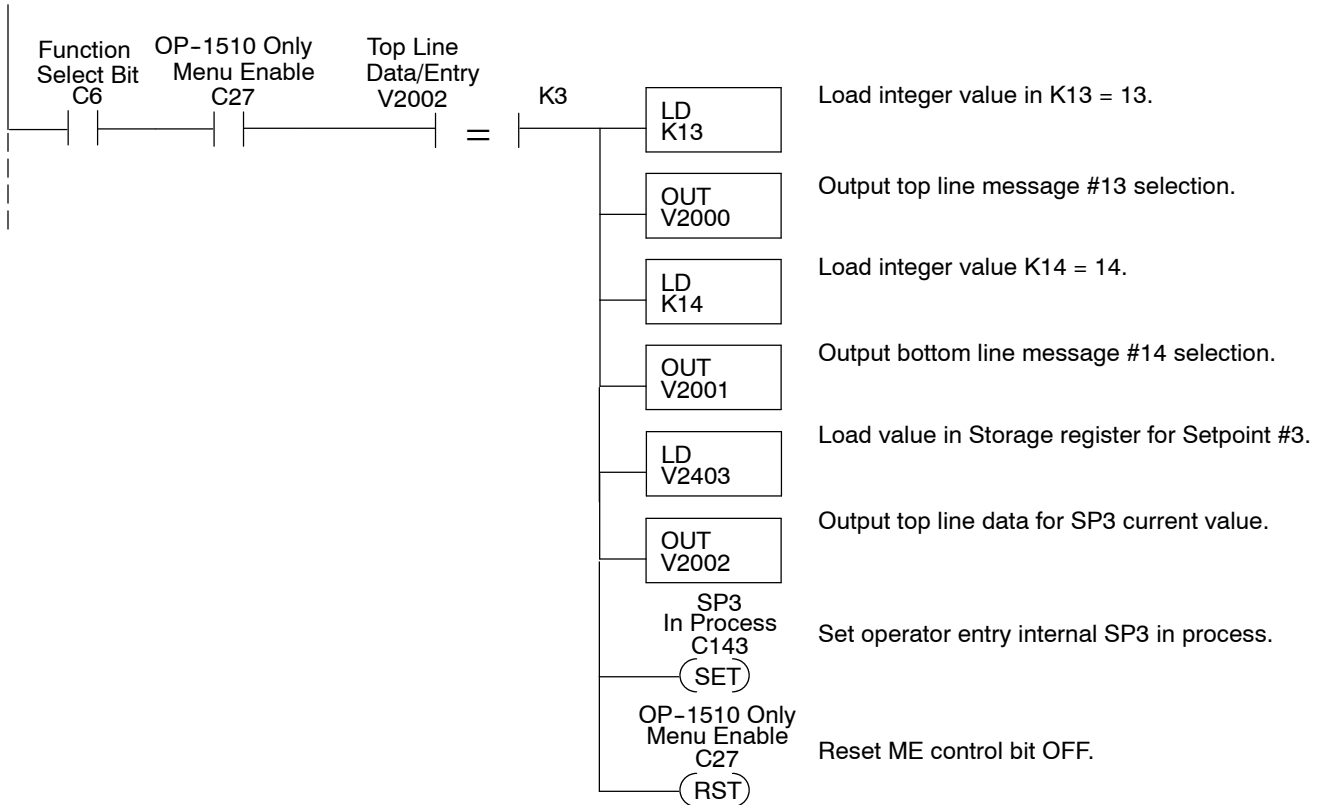 Function
Select Bit
C6
OP-1510 Only
Menu Enable
C27
Top Line
Data/Entry
V2002
=
K3
LD
K13
Load integer value in K13 = 13.
OUT
V2000
Output top line message #13 selection.
LD
K14
Load integer value K14 = 14.
OUT
V2001
Output bottom line message #14 selection.
LD
V2403
Load value in Storage register for Setpoint #3.
OUT
V2002
Output top line data for SP3 current value.
SP3
In Process
C143
SET
Set operator entry internal SP3 in process.
OP-1510 Only
Menu Enable
C27
RST
Reset ME control bit OFF.